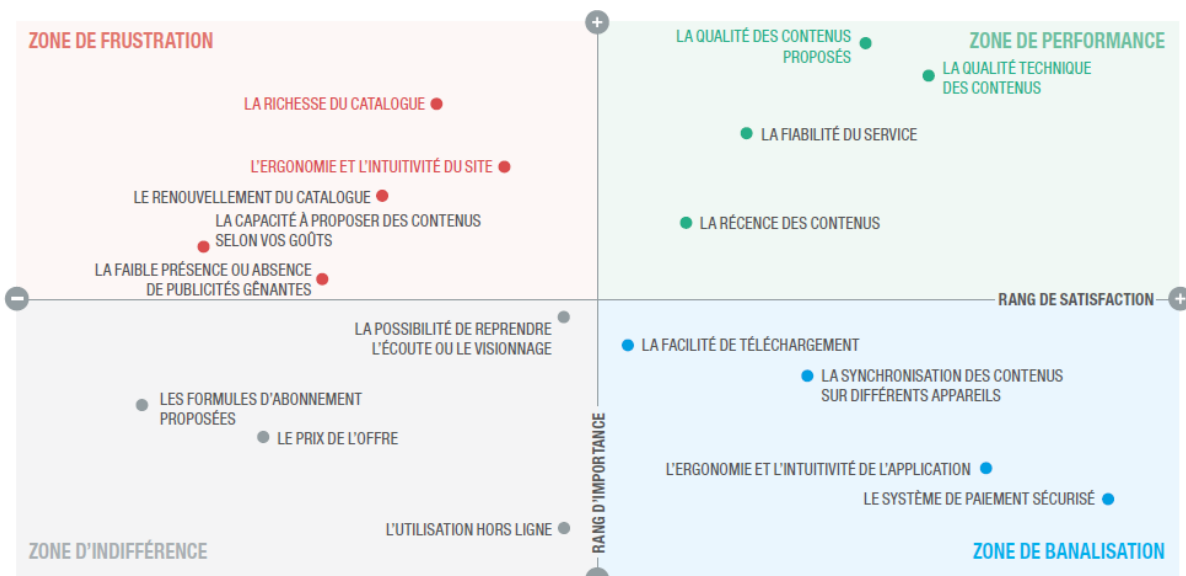 ZONE DE FRUSTRATION
LA RICHESSE DU CATALOGUE
L'ERGONOMIE ET L'INTUITIVITÉ DU SITE
LE RENOUVELLEMENT DU CATALOGUE
LA CAPACITÉ À PROPOSER DES CONTENUS
SELON VOS GOÛTS
LA FAIBLE PRÉSENCE OU ABSENCE
DE PUBLICITÉS GÊNANTES
+
LA QUALITÉ DES CONTENUS
PROPOSÉS
ZONE DE PERFORMANCE
LA QUALITÉ TECHNIQUE
DES CONTENUS
LA FIABILITÉ DU SERVICE
LA RÉCENCE DES CONTENUS
−
RANG DE SATISFACTION
+
LA POSSIBILITÉ DE REPRENDRE
L'ÉCOUTE OU LE VISIONNAGE
LES FORMULES D'ABONNEMENT
PROPOSÉES
LE PRIX DE L'OFFRE
L'UTILISATION HORS LIGNE
ZONE D'INDIFFÉRENCE
RANG D'IMPORTANCE
LA FACILITÉ DE TÉLÉCHARGEMENT
LA SYNCHRONISATION DES CONTENUS
SUR DIFFÉRENTS APPAREILS
L'ERGONOMIE ET L'INTUITIVITÉ DE L'APPLICATION
LE SYSTÈME DE PAIEMENT SÉCURISÉ
ZONE DE BANALISATION